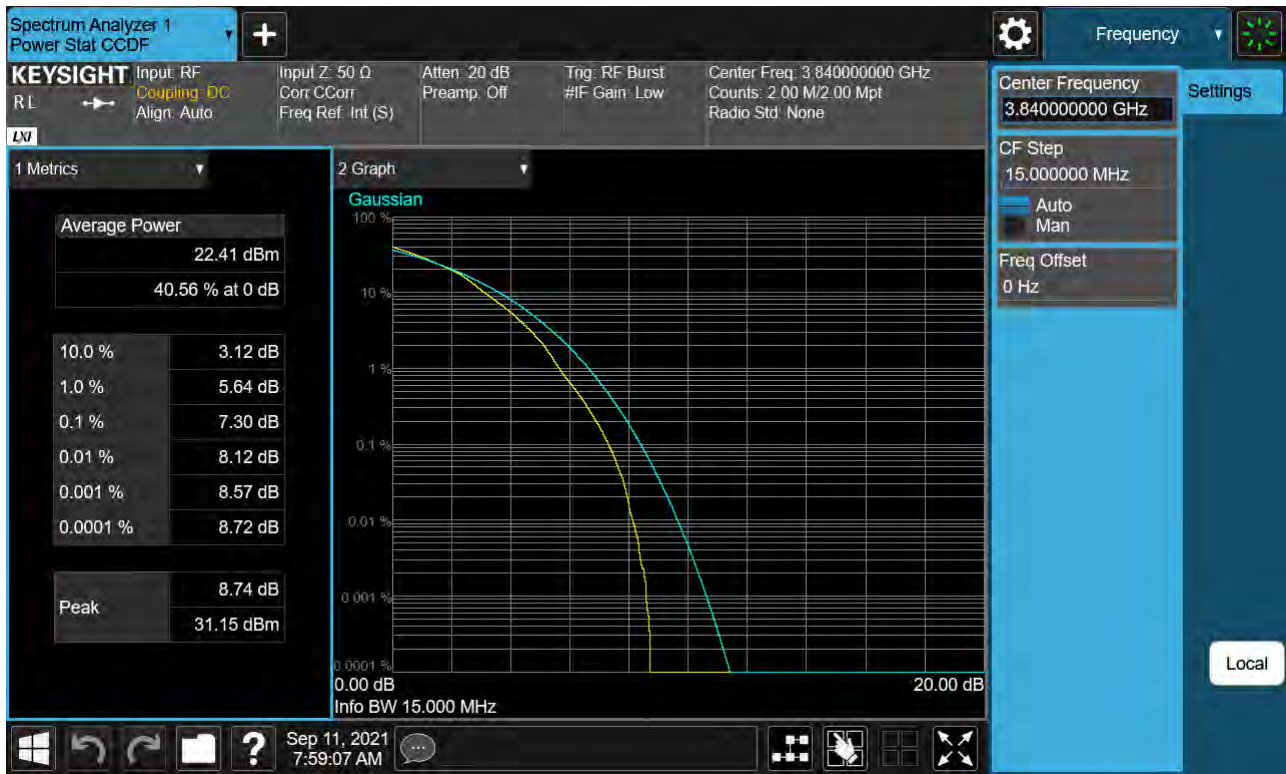 Spectrum Analyzer 1
Power Stat CCDF
+
Frequency
KEYSIGHT
RL
LXI
Input: RF
Coupling: DC
Align: Auto
Input Z: 50 Ω
Corr CCorr
Freq Ref: Int (S)
Atten: 20 dB
Preamp: Off
Trig: RF Burst
#IF Gain: Low
Center Freq: 3.840000000 GHz
Counts: 2.00 M/2.00 Mpt
Radio Std: None
Center Frequency
3.840000000 GHz
Settings
CF Step
15.000000 MHz
Auto
Man
Freq Offset
0 Hz
Local
1 Metrics
Average Power
22.41 dBm
40.56 % at 0 dB
10.0 % 3.12 dB
1.0 % 5.64 dB
0.1 % 7.30 dB
0.01 % 8.12 dB
0.001 % 8.57 dB
0.0001 % 8.72 dB
Peak
8.74 dB
31.15 dBm
2 Graph
Gaussian
100 %
10 %
1 %
0.1 %
0.01 %
0.001 %
0.0001 %
0.00 dB 20.00 dB
Info BW 15.000 MHz
?
Sep 11, 2021
7:59:07 AM